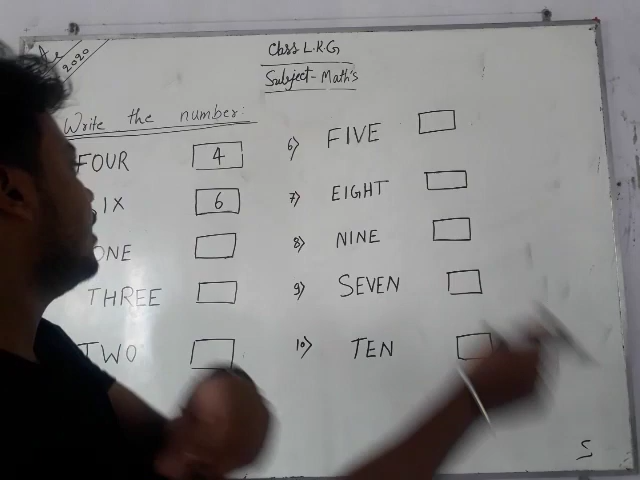 2020
Class L.K.G
Subject - Math's
Write the number:
FOUR 4
IX 6
ONE
THREE
TWO
6) FIVE
7) EIGHT
8) NINE
9) SEVEN
10) TEN